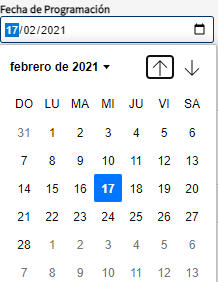 Fecha de Programación
17/02/2021
febrero de 2021
DO LU MA MI JU VI SA
31 1 2 3 4 5 6
7 8 9 10 11 12 13
14 15 16 17 18 19 20
21 22 23 24 25 26 27
28 1 2 3 4 5 6
7 8 9 10 11 12 13